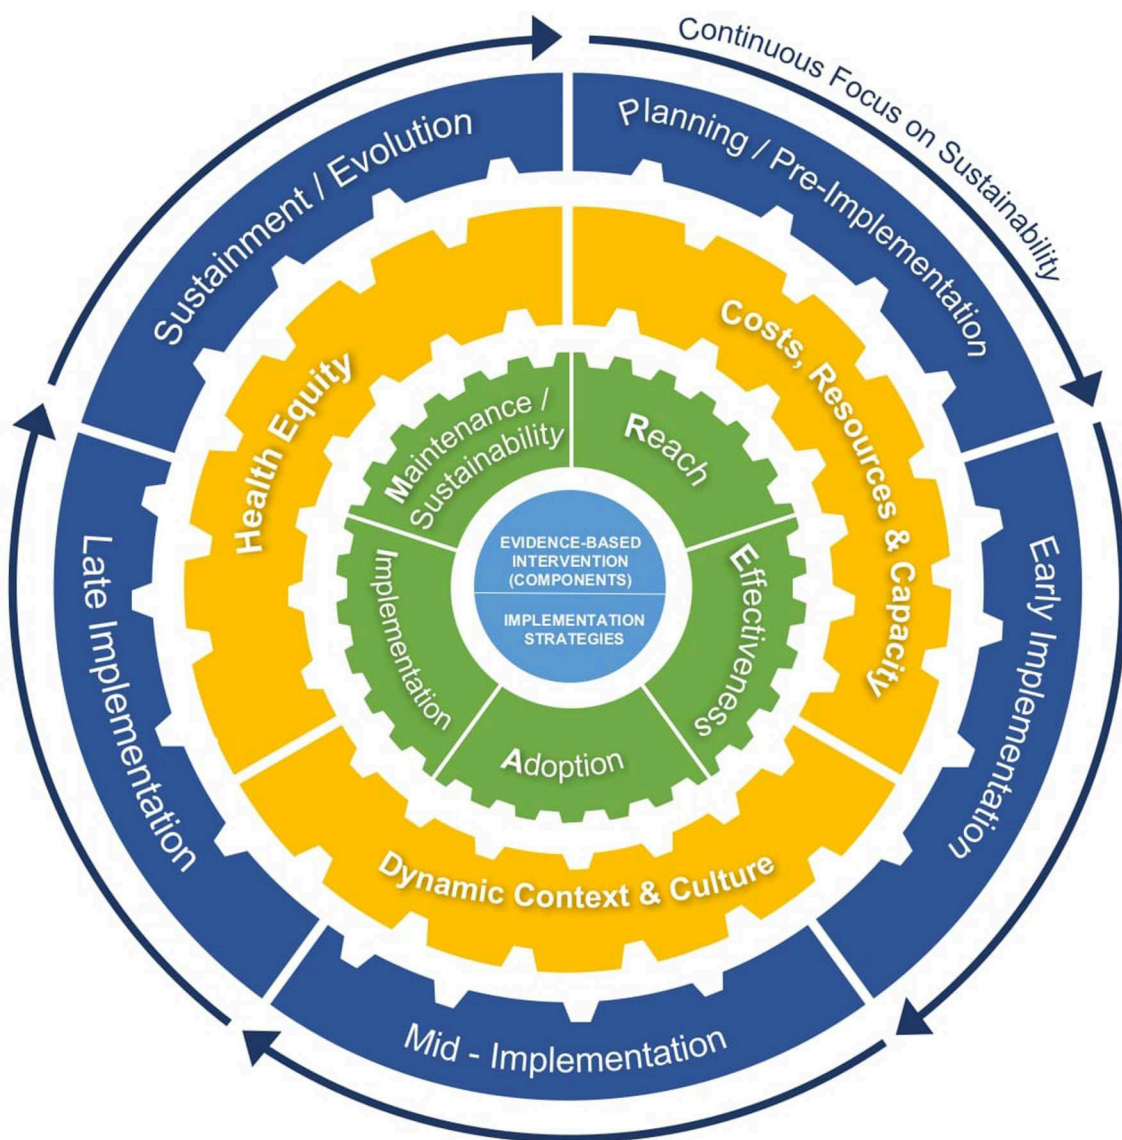 Continuous Focus on Sustainability
Planning / Pre-Implementation
Early Implementation
Mid - Implementation
Late Implementation
Sustainment / Evolution
Costs, Resources & Capacity
Dynamic Context & Culture
Health Equity
Reach
Effectiveness
Adoption
Implementation
Maintenance /
Sustainability
EVIDENCE-BASED
INTERVENTION
(COMPONENTS)
IMPLEMENTATION
STRATEGIES